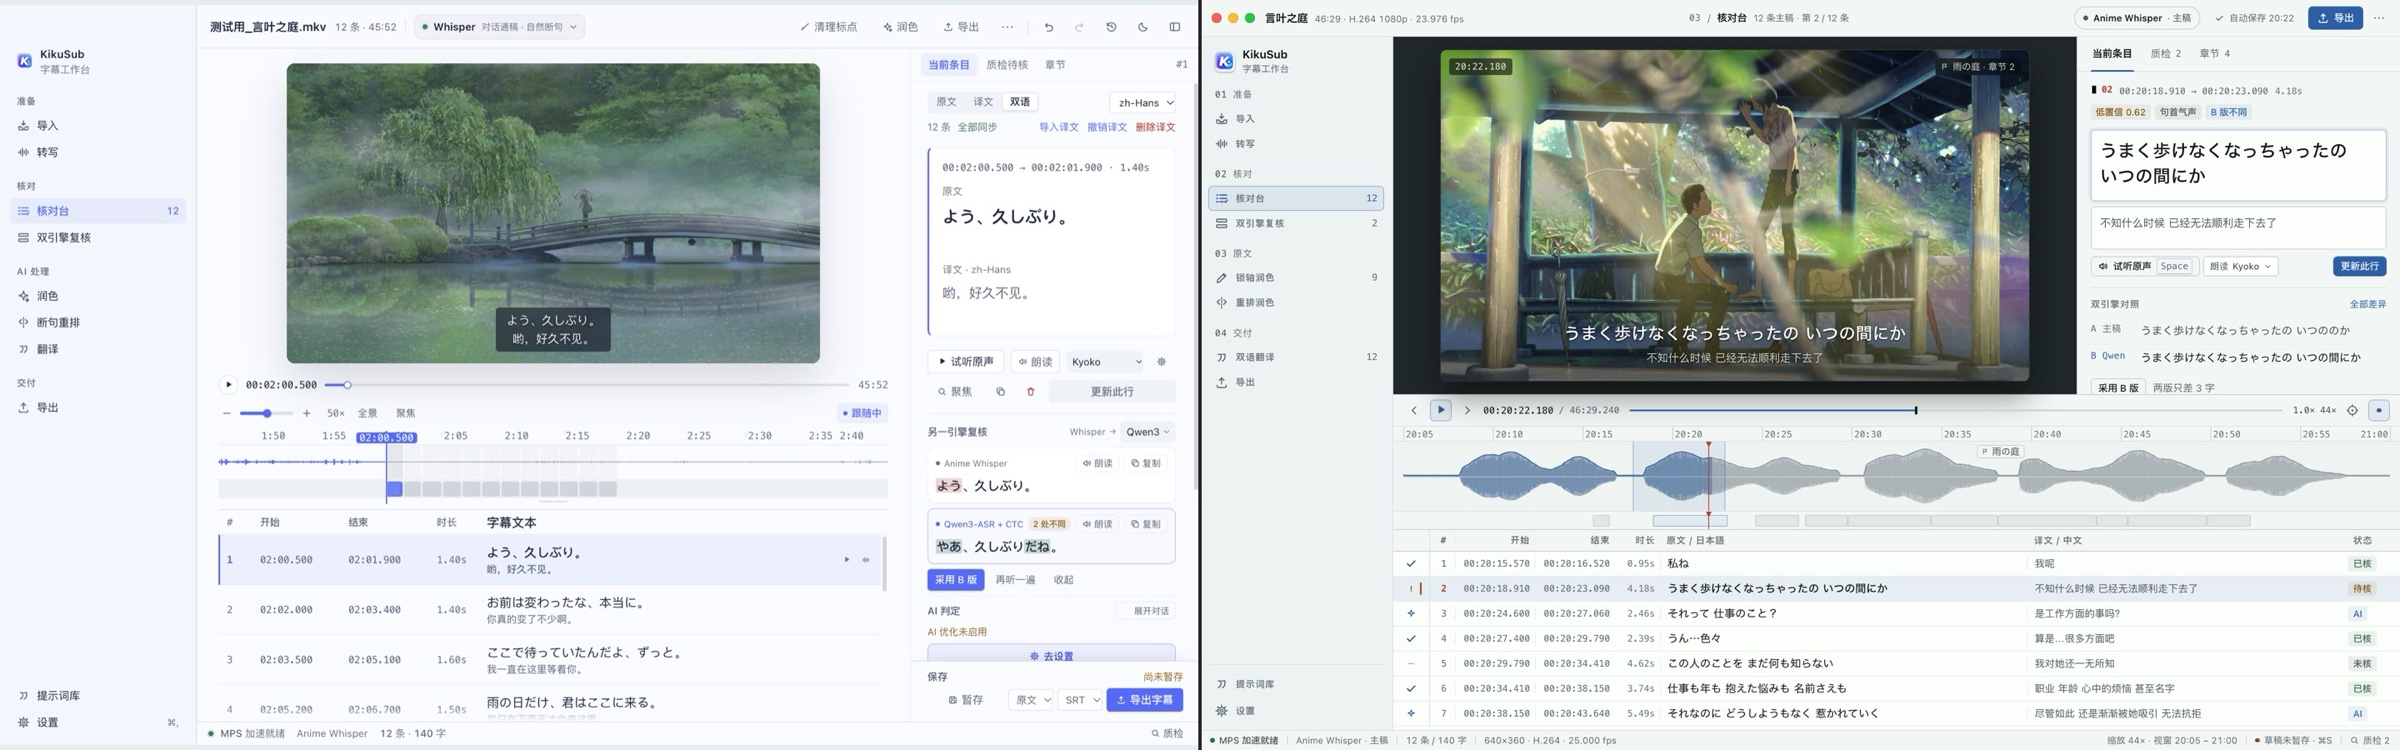 测试用_言叶之庭.mkv 12 条 · 45:52 Whisper 对话通稿 · 自然断句
清理标点 润色 导出 ···
KikuSub
字幕工作台
准备
导入
转写
核对
核对台 12
双引擎复核
AI 处理
润色
断句重排
翻译
交付
导出
提示词库
设置 ⌘,
よう、久しぶり。
哟，好久不见。
00:02:00.500 45:52
− + 50× 全景 聚焦 跟随中
1:50 1:55 02:00.500 2:05 2:10 2:15 2:20 2:25 2:30 2:35 2:40
# 开始 结束 时长 字幕文本
1 02:00.500 02:01.900 1.40s よう、久しぶり。
哟，好久不见。
2 02:02.000 02:03.400 1.40s お前は変わったな、本当に。
你真的变了不少啊。
3 02:03.500 02:05.100 1.60s ここで待っていたんだよ、ずっと。
我一直在这里等着你。
4 02:05.200 02:06.700 1.50s 雨の日だけ、君はここに来る。
当前条目 质检待核 章节 #1
原文 译文 双语 zh-Hans
12 条 全部同步 导入译文 撤销译文 删除译文
00:02:00.500 → 00:02:01.900 · 1.40s
原文
よう、久しぶり。
译文 · zh-Hans
哟，好久不见。
试听原声 朗读 Kyoko
聚焦 更新此行
另一引擎复核 Whisper → Qwen3
Anime Whisper 朗读 复制
よう、久しぶり。
Qwen3-ASR + CTC 2 处不同 朗读 复制
やあ、久しぶりだね。
采用 B 版 再听一遍 收起
AI 判定 展开对话
AI 优化未启用
去设置
保存 尚未暂存
暂存 原文 SRT 导出字幕
MPS 加速就绪 Anime Whisper 12 条 · 140 字 质检
言叶之庭 46:29 · H.264 1080p · 23.976 fps
03 / 核对台 12 条主稿 · 第 2 / 12 条
Anime Whisper · 主稿 自动保存 20:22 导出 ···
KikuSub
字幕工作台
01 准备
导入
转写
02 核对
核对台 12
双引擎复核 2
03 原文
锁轴润色 9
重排润色
04 交付
双语翻译 12
导出
提示词库
设置
20:22.180 雨の庭 · 章节 2
うまく歩けなくなっちゃったの いつの間にか
不知什么时候 已经无法顺利走下去了
当前条目 质检 2 章节 4
02 00:20:18.910 → 00:20:23.090 4.18s
低置信 0.62 句首气声 B 版不同
うまく歩けなくなっちゃったの
いつの間にか
不知什么时候 已经无法顺利走下去了
试听原声 Space 朗读 Kyoko 更新此行
双引擎对照 全部差异
A 主稿 うまく歩けなくなっちゃったの いつののか
B Qwen うまく歩けなくなっちゃったの いつの間にか
采用 B 版 两版只差 3 字
00:20:22.180 / 46:29.240 1.0× 44×
20:05 20:10 20:15 20:20 20:25 20:30 20:35 20:40 20:45 20:50 20:55 21:00
雨の庭
# 开始 结束 时长 原文 / 日本語 译文 / 中文 状态
1 00:20:15.570 00:20:16.520 0.95s 私ね 我呢 已核
! 2 00:20:18.910 00:20:23.090 4.18s うまく歩けなくなっちゃったの いつの間にか 不知什么时候 已经无法顺利走下去了 待核
3 00:20:24.600 00:20:27.060 2.46s それって 仕事のこと？ 是工作方面的事吗? AI
4 00:20:27.400 00:20:29.790 2.39s うん…色々 算是…很多方面吧 已核
– 5 00:20:29.790 00:20:34.410 4.62s この人のことを まだ何も知らない 我对她还一无所知 未核
6 00:20:34.410 00:20:38.150 3.74s 仕事も年も 抱えた悩みも 名前さえも 职业 年龄 心中的烦恼 甚至名字 已核
7 00:20:38.150 00:20:43.640 5.49s それなのに どうしようもなく 惹かれていく 尽管如此 还是渐渐被她吸引 无法抗拒 AI
MPS 加速就绪 Anime Whisper · 主稿 12 条 / 140 字 640×360 · H.264 · 25.000 fps 缩放 44× · 视窗 20:05 – 21:00 草稿未暂存 · ⌘S 质检 2